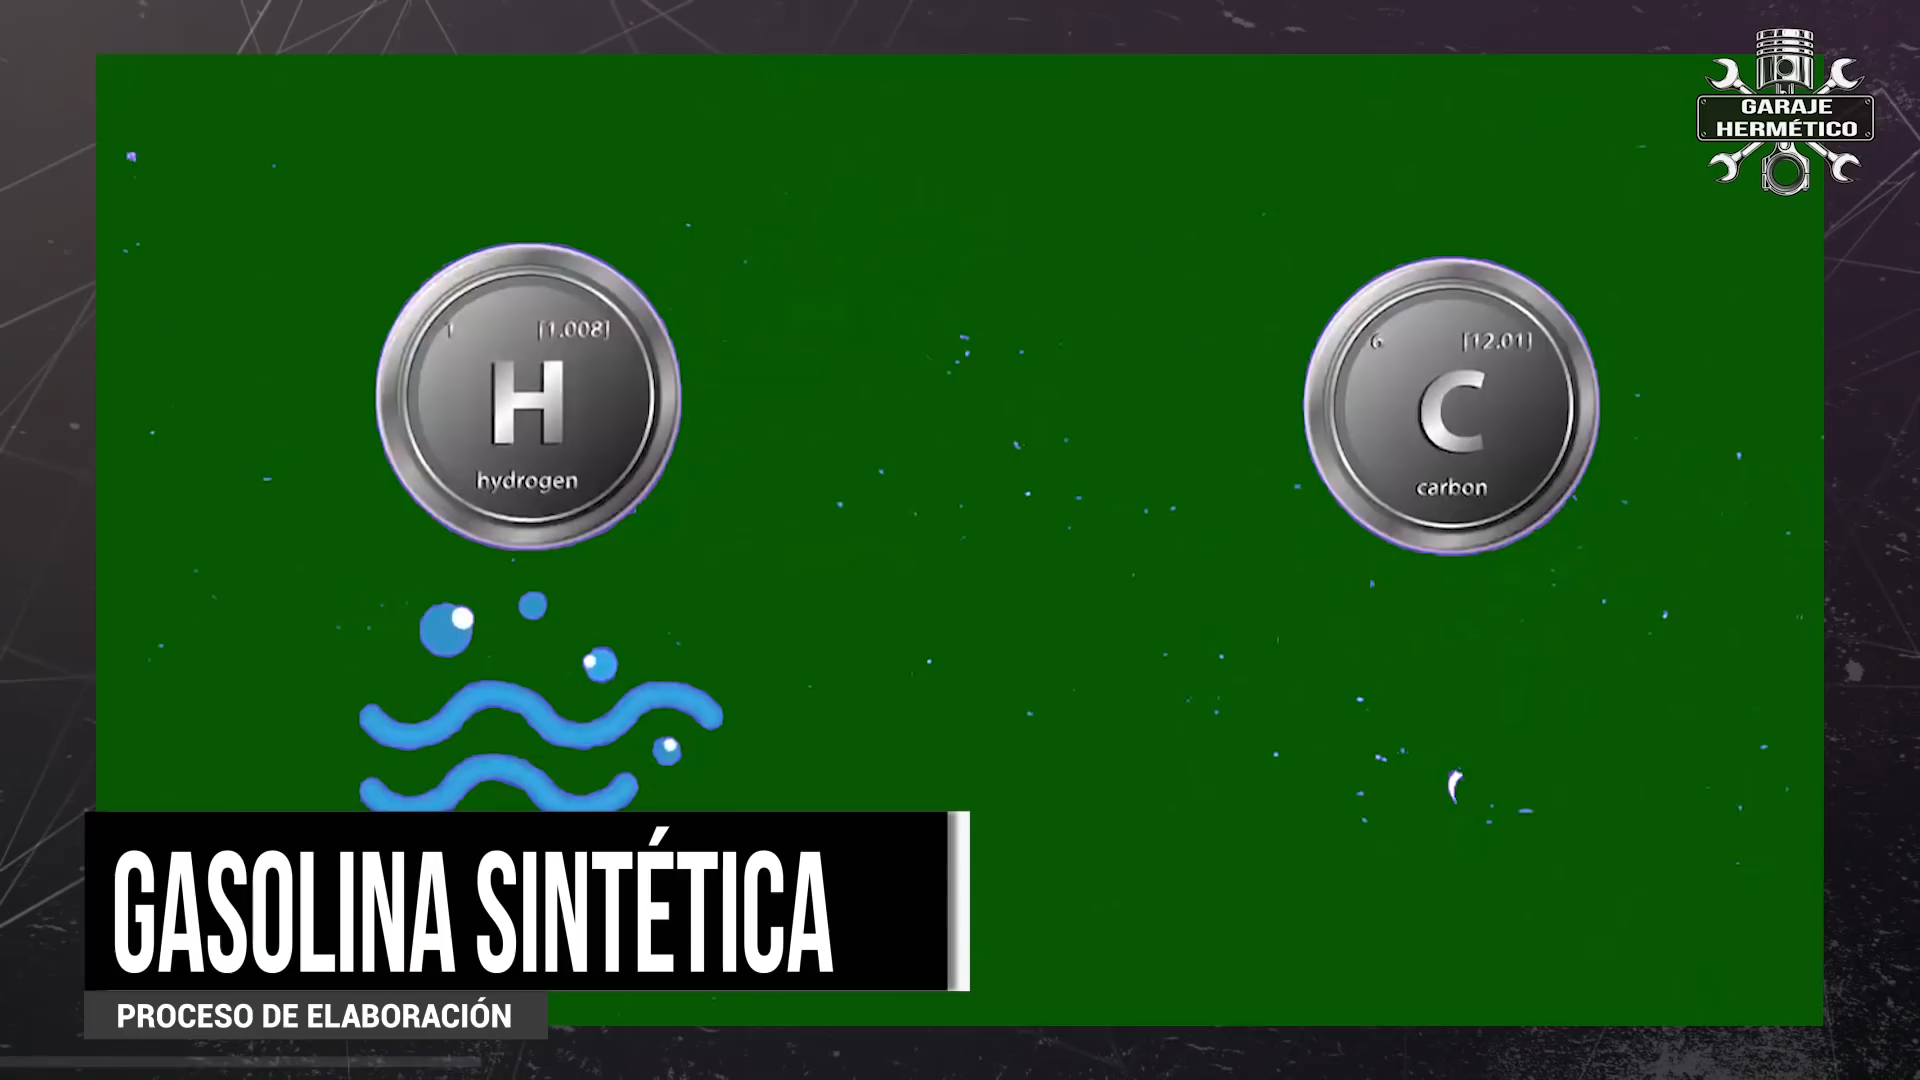 GARAJE
HERMÉTICO
1 [1.008]
H
hydrogen
6 [12.01]
C
carbon
GASOLINA SINTÉTICA
PROCESO DE ELABORACIÓN